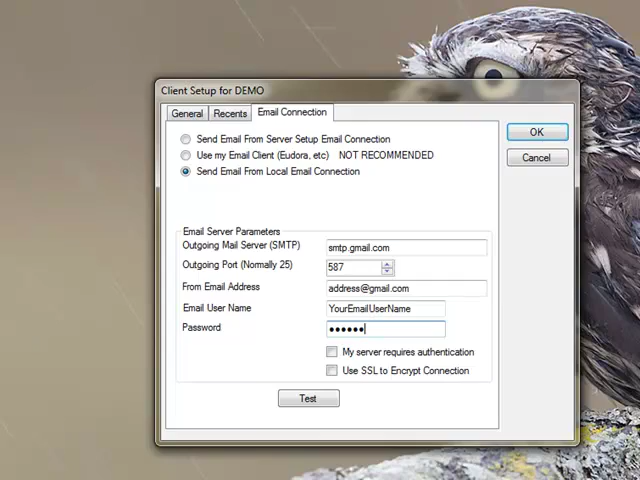 Client Setup for DEMO
General Recents Email Connection
Send Email From Server Setup Email Connection
Use my Email Client (Eudora, etc) NOT RECOMMENDED
Send Email From Local Email Connection
OK
Cancel
Email Server Parameters
Outgoing Mail Server (SMTP) smtp.gmail.com
Outgoing Port (Normally 25) 587
From Email Address address@gmail.com
Email User Name YourEmailUserName
Password ••••••
My server requires authentication
Use SSL to Encrypt Connection
Test